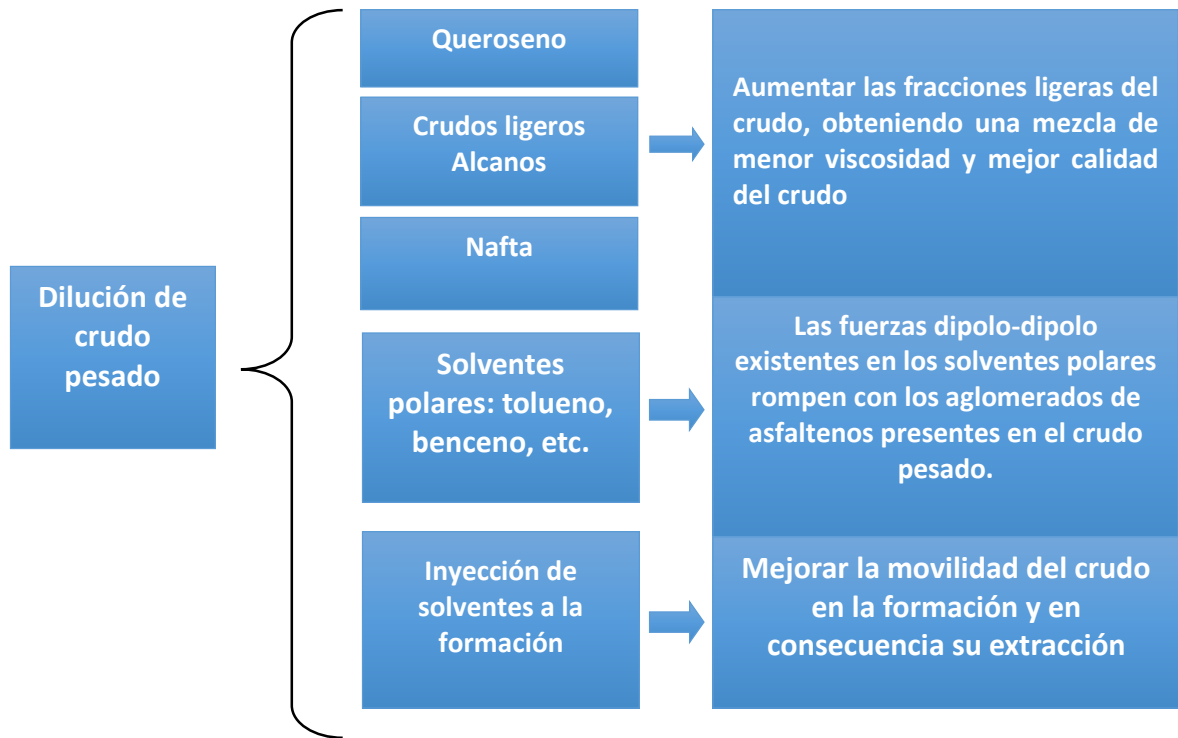 Dilución de
crudo
pesado
Queroseno
Crudos ligeros
Alcanos
Nafta
Aumentar las fracciones ligeras del
crudo, obteniendo una mezcla de
menor viscosidad y mejor calidad
del crudo
Solventes
polares: tolueno,
benceno, etc.
Las fuerzas dipolo-dipolo
existentes en los solventes polares
rompen con los aglomerados de
asfaltenos presentes en el crudo
pesado.
Inyección de
solventes a la
formación
Mejorar la movilidad del crudo
en la formación y en
consecuencia su extracción